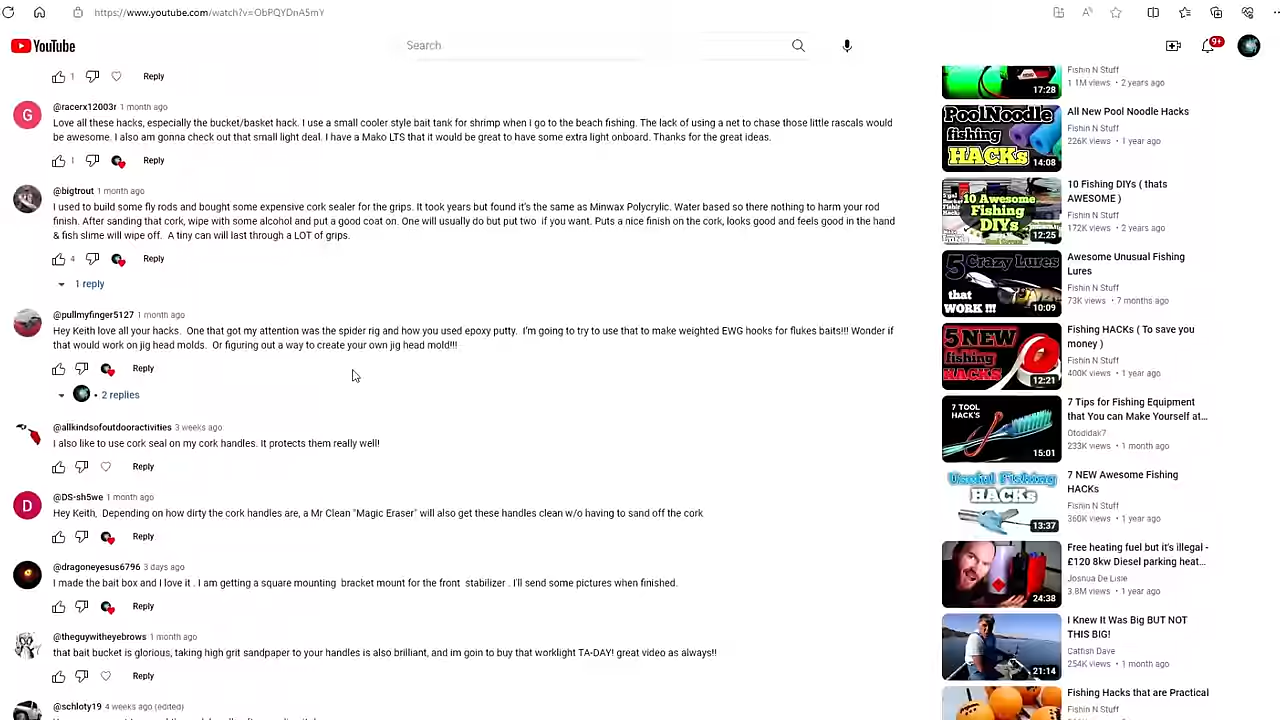 https://www.youtube.com/watch?v=ObPQYDnA5mY
YouTube
Search
9+
1
Reply
@racerx12003r 1 month ago
Love all these hacks, especially the bucket/basket hack. I use a small cooler style bait tank for shrimp when I go to the beach fishing. The lack of using a net to chase those little rascals would
be awesome. I also am gonna check out that small light deal. I have a Mako LTS that it would be great to have some extra light onboard. Thanks for the great ideas.
1
Reply
@bigtrout 1 month ago
I used to build some fly rods and bought some expensive cork sealer for the grips. It took years but found it's the same as Minwax Polycrylic. Water based so there nothing to harm your rod
finish. After sanding that cork, wipe with some alcohol and put a good coat on. One will usually do but put two if you want. Puts a nice finish on the cork, looks good and feels good in the hand
& fish slime will wipe off. A tiny can will last through a LOT of grips.
4
Reply
1 reply
@pullmyfinger5127 1 month ago
Hey Keith love all your hacks. One that got my attention was the spider rig and how you used epoxy putty. I'm going to try to use that to make weighted EWG hooks for flukes baits!!! Wonder if
that would work on jig head molds. Or figuring out a way to create your own jig head mold!!!
Reply
• 2 replies
@allkindsofoutdooractivities 3 weeks ago
I also like to use cork seal on my cork handles. It protects them really well!
Reply
D
@DS-sh5we 1 month ago
Hey Keith, Depending on how dirty the cork handles are, a Mr Clean "Magic Eraser" will also get these handles clean w/o having to sand off the cork
Reply
@dragoneyesus6796 3 days ago
I made the bait box and I love it . I am getting a square mounting bracket mount for the front stabilizer . I'll send some pictures when finished.
Reply
@theguywitheyebrows 1 month ago
that bait bucket is glorious, taking high grit sandpaper to your handles is also brilliant, and im goin to buy that worklight TA-DAY! great video as always!!
Reply
@schloty19 4 weeks ago (edited)
G
17:28
Fishin N Stuff
1.1M views • 2 years ago
PoolNoodle
fishing
HACKs
14:08
All New Pool Noodle Hacks
Fishin N Stuff
226K views • 1 year ago
10 Awesome
Fishing
DIYs
12:25
10 Fishing DIYs ( thats
AWESOME )
Fishin N Stuff
172K views • 2 years ago
5 Crazy Lures
that
WORK !!!
10:09
Awesome Unusual Fishing
Lures
Fishin N Stuff
73K views • 7 months ago
5 NEW
fishing
HACKS
12:21
Fishing HACKs ( To save you
money )
Fishin N Stuff
400K views • 1 year ago
7 TOOL
HACK'S
15:01
7 Tips for Fishing Equipment
that You can Make Yourself at...
Otodidak7
233K views • 1 month ago
Useful Fishing
HACKs
13:37
7 NEW Awesome Fishing
HACKs
Fishin N Stuff
360K views • 1 year ago
24:38
Free heating fuel but it's illegal -
£120 8kw Diesel parking heat...
Joshua De Lisle
3.8M views • 1 year ago
21:14
I Knew It Was Big BUT NOT
THIS BIG!
Catfish Dave
254K views • 1 month ago
Fishing Hacks that are Practical
Fishin N Stuff